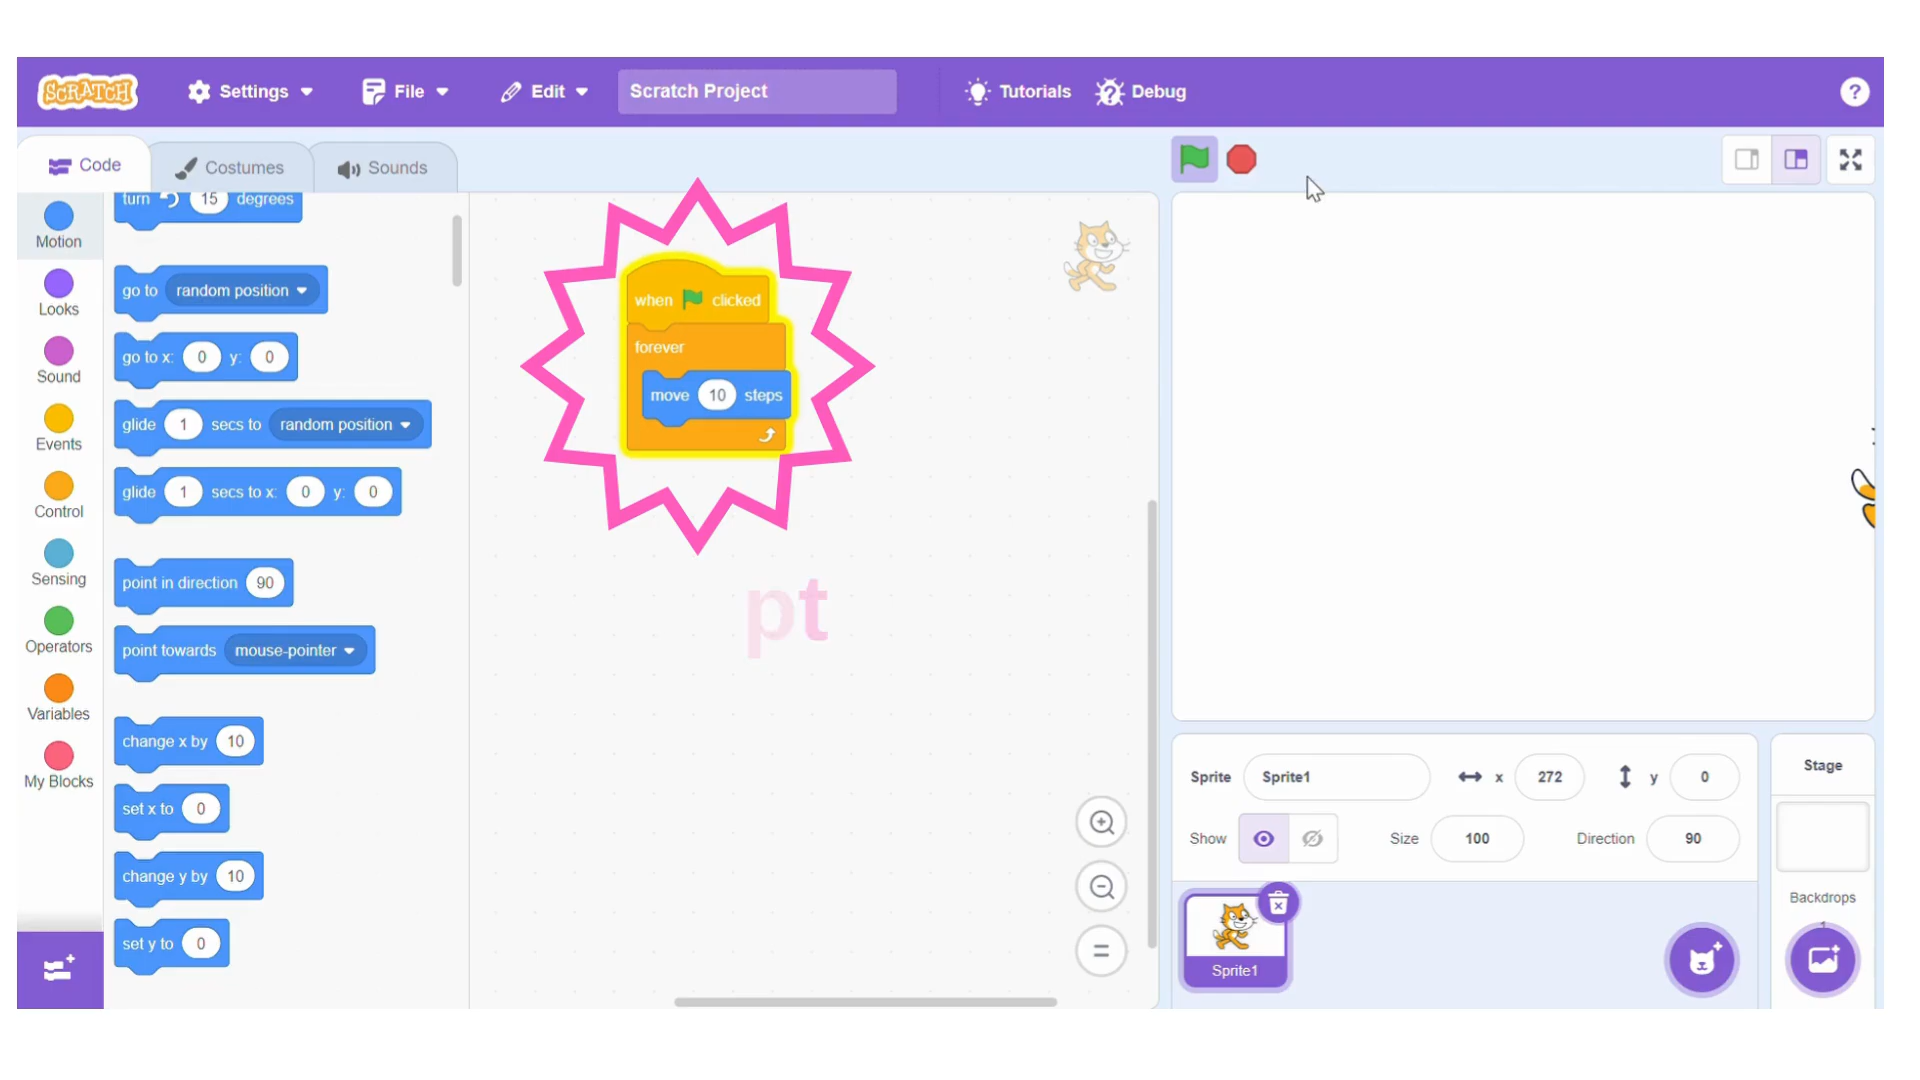 SCRATCH Settings File Edit Scratch Project Tutorials Debug ?
Code Costumes Sounds
Motion
Looks
Sound
Events
Control
Sensing
Operators
Variables
My Blocks
turn 15 degrees
go to random position
go to x: 0 y: 0
glide 1 secs to random position
glide 1 secs to x: 0 y: 0
point in direction 90
point towards mouse-pointer
change x by 10
set x to 0
change y by 10
set y to 0
when clicked
forever
move 10 steps
pt
Sprite Sprite1 x 272 y 0
Show Size 100 Direction 90
Sprite1
Stage
Backdrops
1